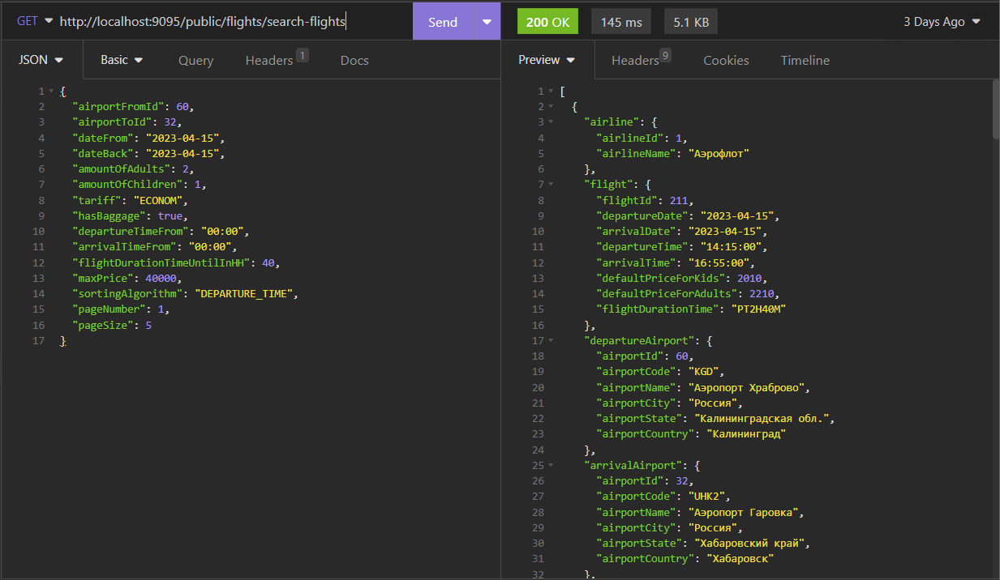 GET http://localhost:9095/public/flights/search-flights Send 200 OK 145 ms 5.1 KB 3 Days Ago
JSON Basic Query Headers 1 Docs
Preview Headers 9 Cookies Timeline
1 {
2 "airportFromId": 60,
3 "airportToId": 32,
4 "dateFrom": "2023-04-15",
5 "dateBack": "2023-04-15",
6 "amountOfAdults": 2,
7 "amountOfChildren": 1,
8 "tariff": "ECONOM",
9 "hasBaggage": true,
10 "departureTimeFrom": "00:00",
11 "arrivalTimeFrom": "00:00",
12 "flightDurationTimeUntilInHH": 40,
13 "maxPrice": 40000,
14 "sortingAlgorithm": "DEPARTURE_TIME",
15 "pageNumber": 1,
16 "pageSize": 5
17 }
1 [
2 {
3 "airline": {
4 "airlineId": 1,
5 "airlineName": "Аэрофлот"
6 },
7 "flight": {
8 "flightId": 211,
9 "departureDate": "2023-04-15",
10 "arrivalDate": "2023-04-15",
11 "departureTime": "14:15:00",
12 "arrivalTime": "16:55:00",
13 "defaultPriceForKids": 2010,
14 "defaultPriceForAdults": 2210,
15 "flightDurationTime": "PT2H40M"
16 },
17 "departureAirport": {
18 "airportId": 60,
19 "airportCode": "KGD",
20 "airportName": "Аэропорт Храброво",
21 "airportCity": "Россия",
22 "airportState": "Калининградская обл.",
23 "airportCountry": "Калининград"
24 },
25 "arrivalAirport": {
26 "airportId": 32,
27 "airportCode": "UHK2",
28 "airportName": "Аэропорт Гаровка",
29 "airportCity": "Россия",
30 "airportState": "Хабаровский край",
31 "airportCountry": "Хабаровск"
32 },